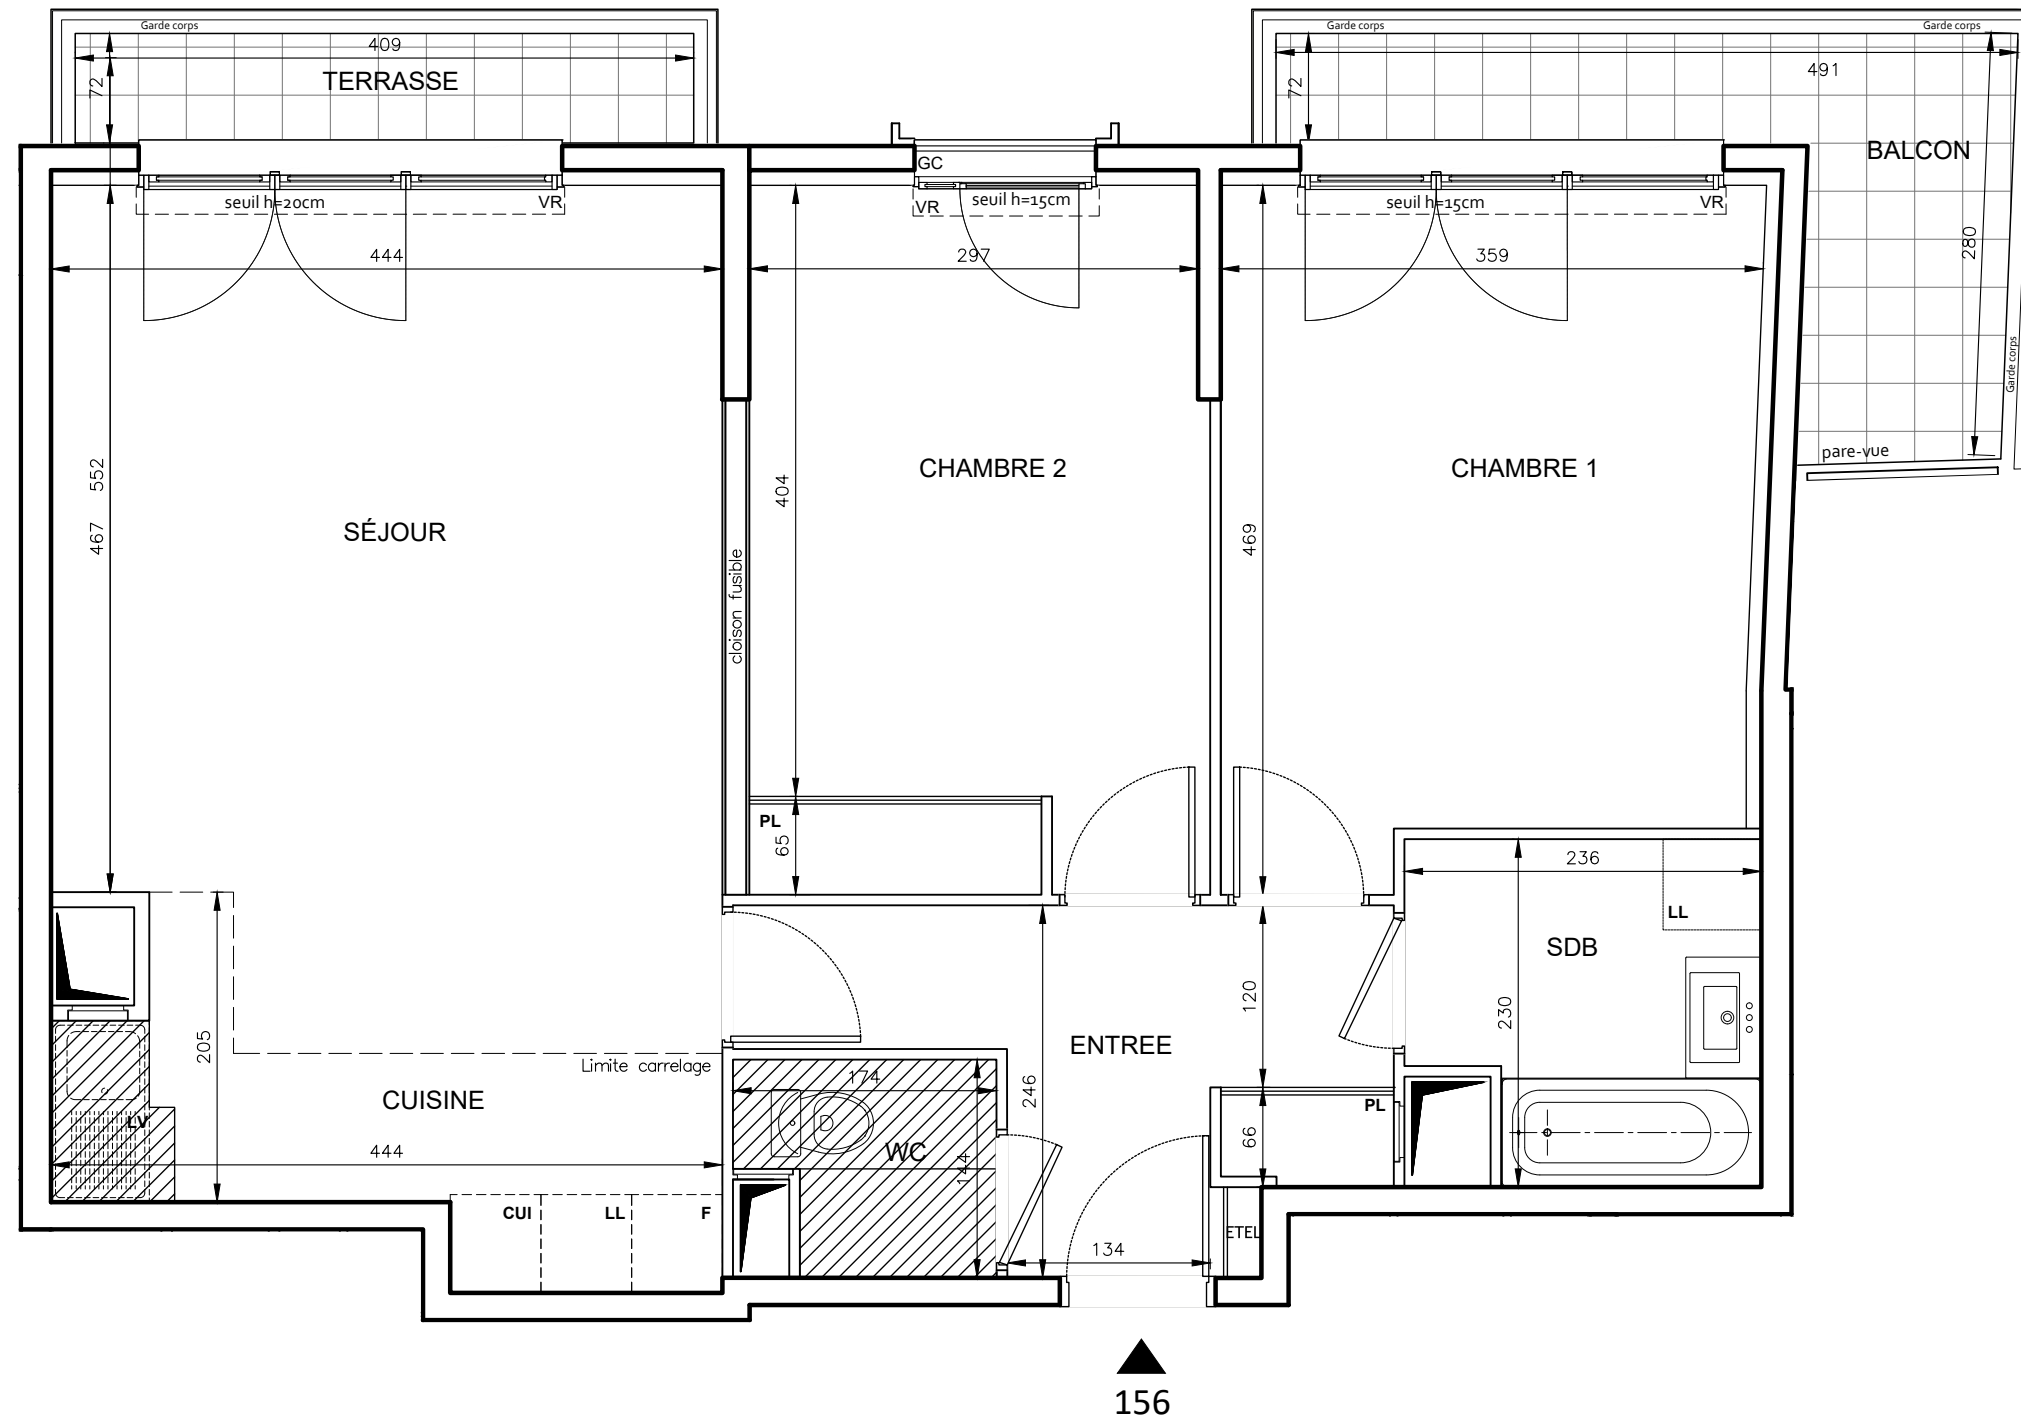 Garde corps
Garde corps
Garde corps
409
TERRASSE
72
491
72
BALCON
GC
seuil h=20cm
VR
VR
seuil h=15cm
seuil h=15cm
VR
280
444
297
359
Garde corps
pare-vue
CHAMBRE 2
CHAMBRE 1
467
552
404
SÉJOUR
469
cloison fusible
PL
65
236
LL
SDB
120
230
205
ENTREE
Limite carrelage
174
246
CUISINE
LV
PL
444
WC
144
66
CUI
LL
F
134
ETEL
156